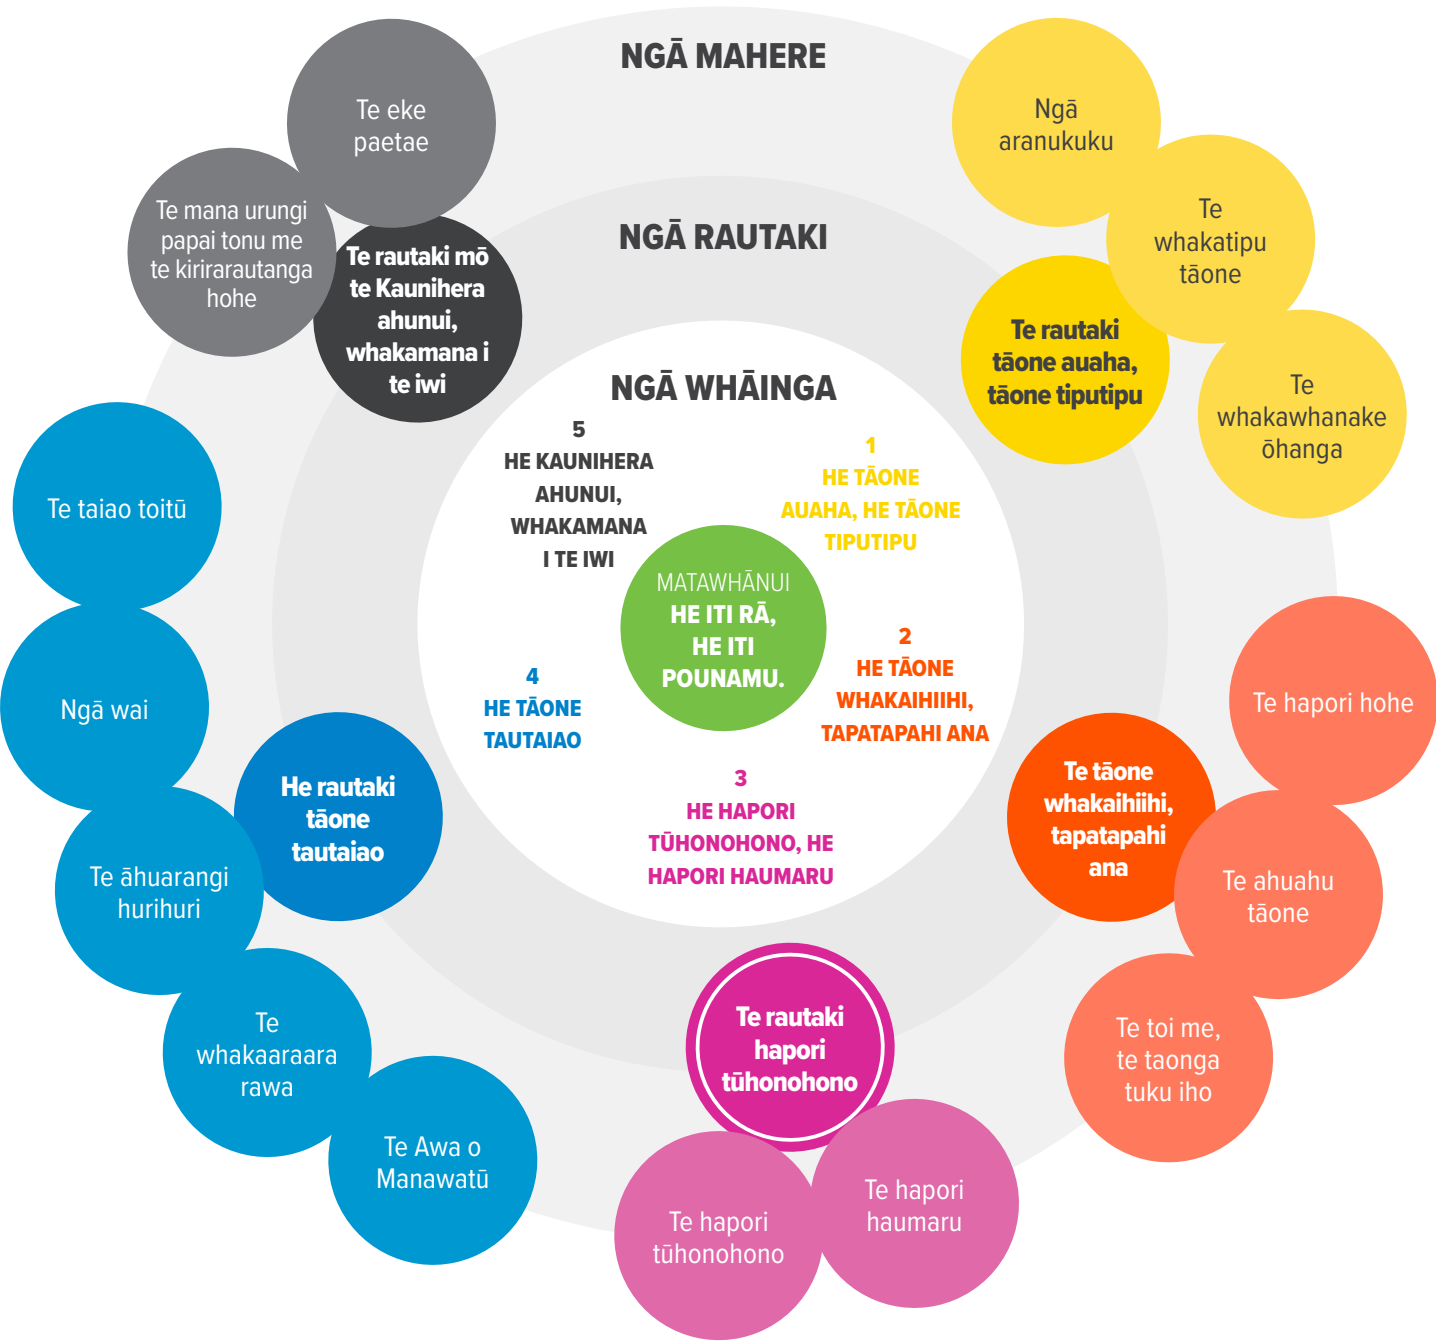 NGĀ MAHERE
NGĀ RAUTAKI
NGĀ WHĀINGA
MATAWHĀNUI
HE ITI RĀ,
HE ITI
POUNAMU.
1
HE TĀONE
AUAHA, HE TĀONE
TIPUTIPU
2
HE TĀONE
WHAKAIHIIHI,
TAPATAPAHI ANA
3
HE HAPORI
TŪHONOHONO, HE
HAPORI HAUMARU
4
HE TĀONE
TAUTAIAO
5
HE KAUNIHERA
AHUNUI,
WHAKAMANA
I TE IWI
Te rautaki
tāone auaha,
tāone tiputipu
Ngā
aranukuku
Te
whakatipu
tāone
Te
whakawhanake
ōhanga
Te tāone
whakaihiihi,
tapatapahi
ana
Te hapori hohe
Te ahuahu
tāone
Te toi me,
te taonga
tuku iho
Te rautaki
hapori
tūhonohono
Te hapori
haumaru
Te hapori
tūhonohono
He rautaki
tāone
tautaiao
Te Awa o
Manawatū
Te
whakaaraara
rawa
Te āhuarangi
hurihuri
Ngā wai
Te taiao toitū
Te rautaki mō
te Kaunihera
ahunui,
whakamana i
te iwi
Te mana urungi
papai tonu me
te kirirarautanga
hohe
Te eke
paetae